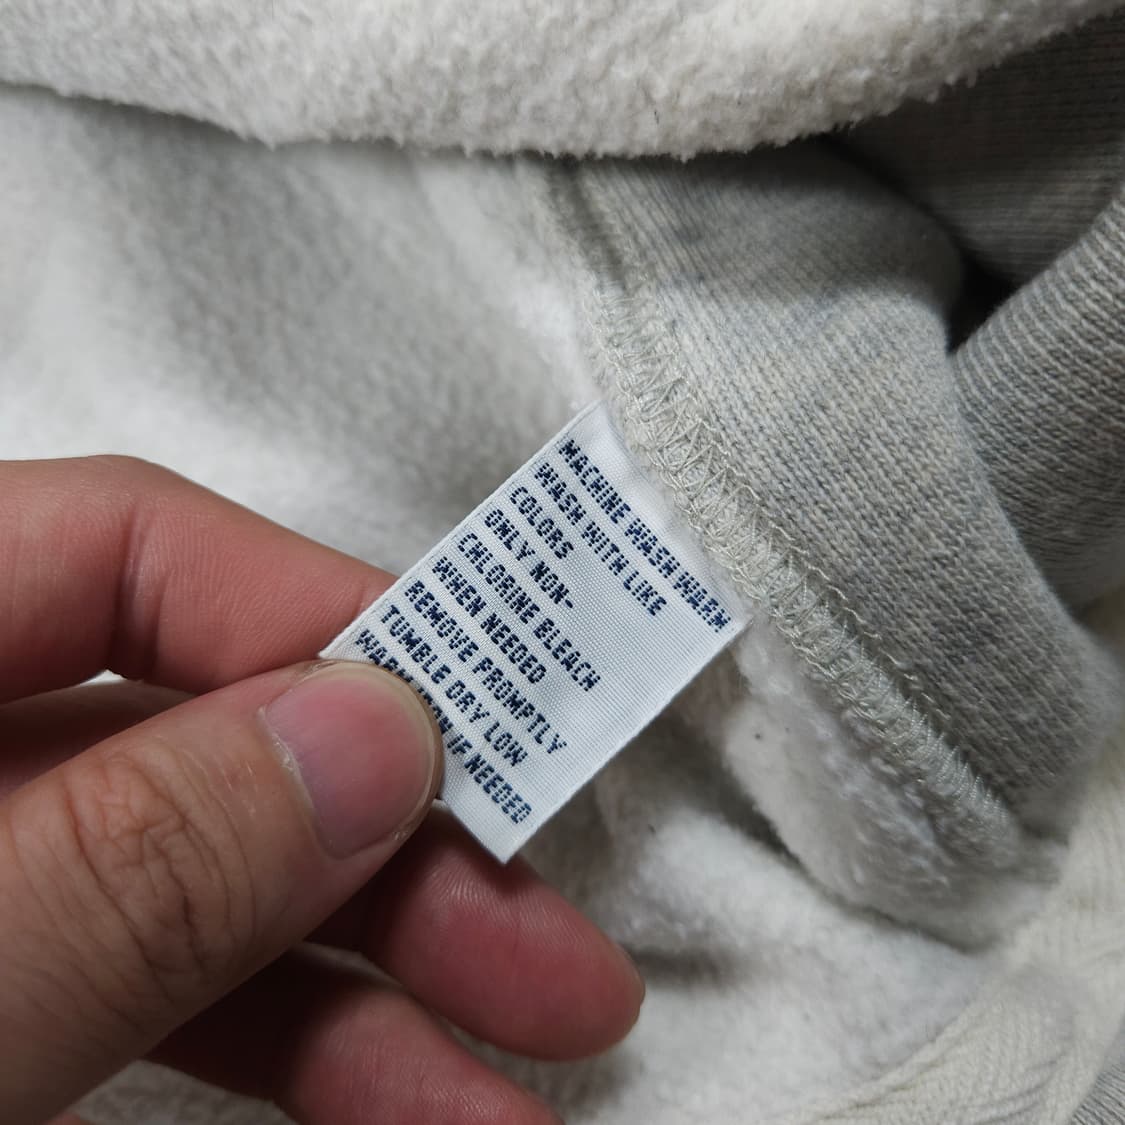 MACHINE WASH WARM
WASH WITH LIKE
COLORS
ONLY NON-
CHLORINE BLEACH
WHEN NEEDED
REMOVE PROMPTLY
TUMBLE DRY LOW
IF NEEDED